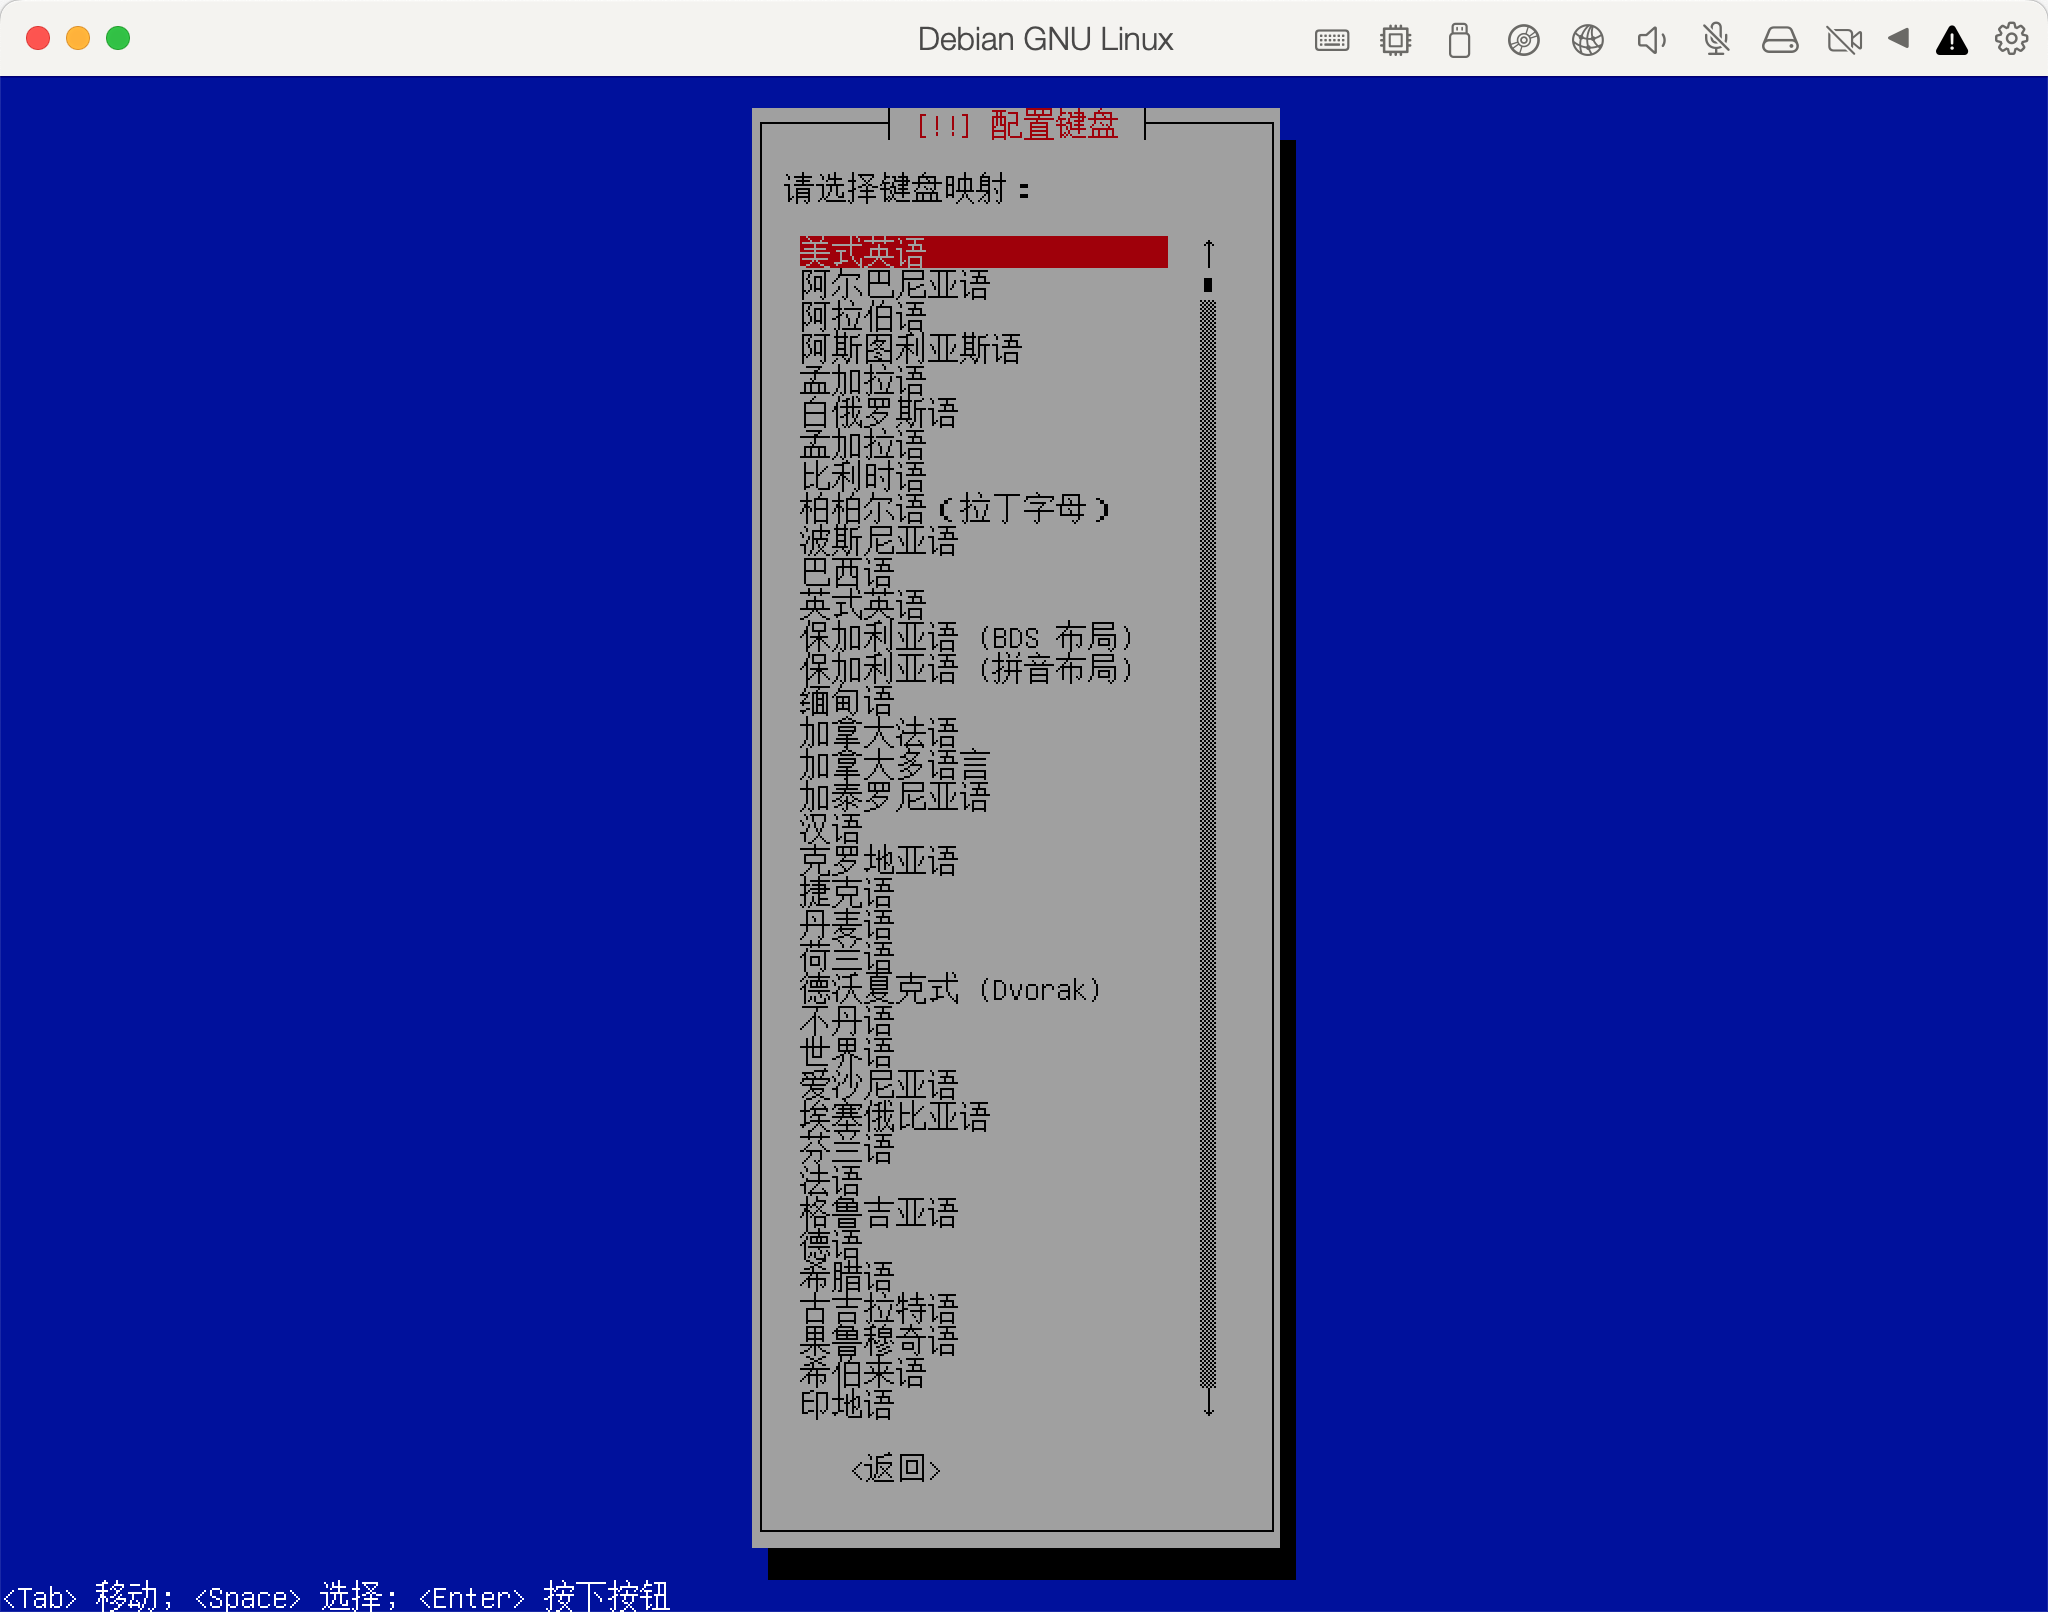 Debian GNU Linux
[!!] 配置键盘
请选择键盘映射：
美式英语
阿尔巴尼亚语
阿拉伯语
阿斯图利亚斯语
孟加拉语
白俄罗斯语
孟加拉语
比利时语
柏柏尔语（拉丁字母）
波斯尼亚语
巴西语
英式英语
保加利亚语 (BDS 布局)
保加利亚语 (拼音布局)
缅甸语
加拿大法语
加拿大多语言
加泰罗尼亚语
汉语
克罗地亚语
捷克语
丹麦语
荷兰语
德沃夏克式 (Dvorak)
不丹语
世界语
爱沙尼亚语
埃塞俄比亚语
芬兰语
法语
格鲁吉亚语
德语
希腊语
古吉拉特语
果鲁穆奇语
希伯来语
印地语
<返回>
<Tab> 移动; <Space> 选择; <Enter> 按下按钮